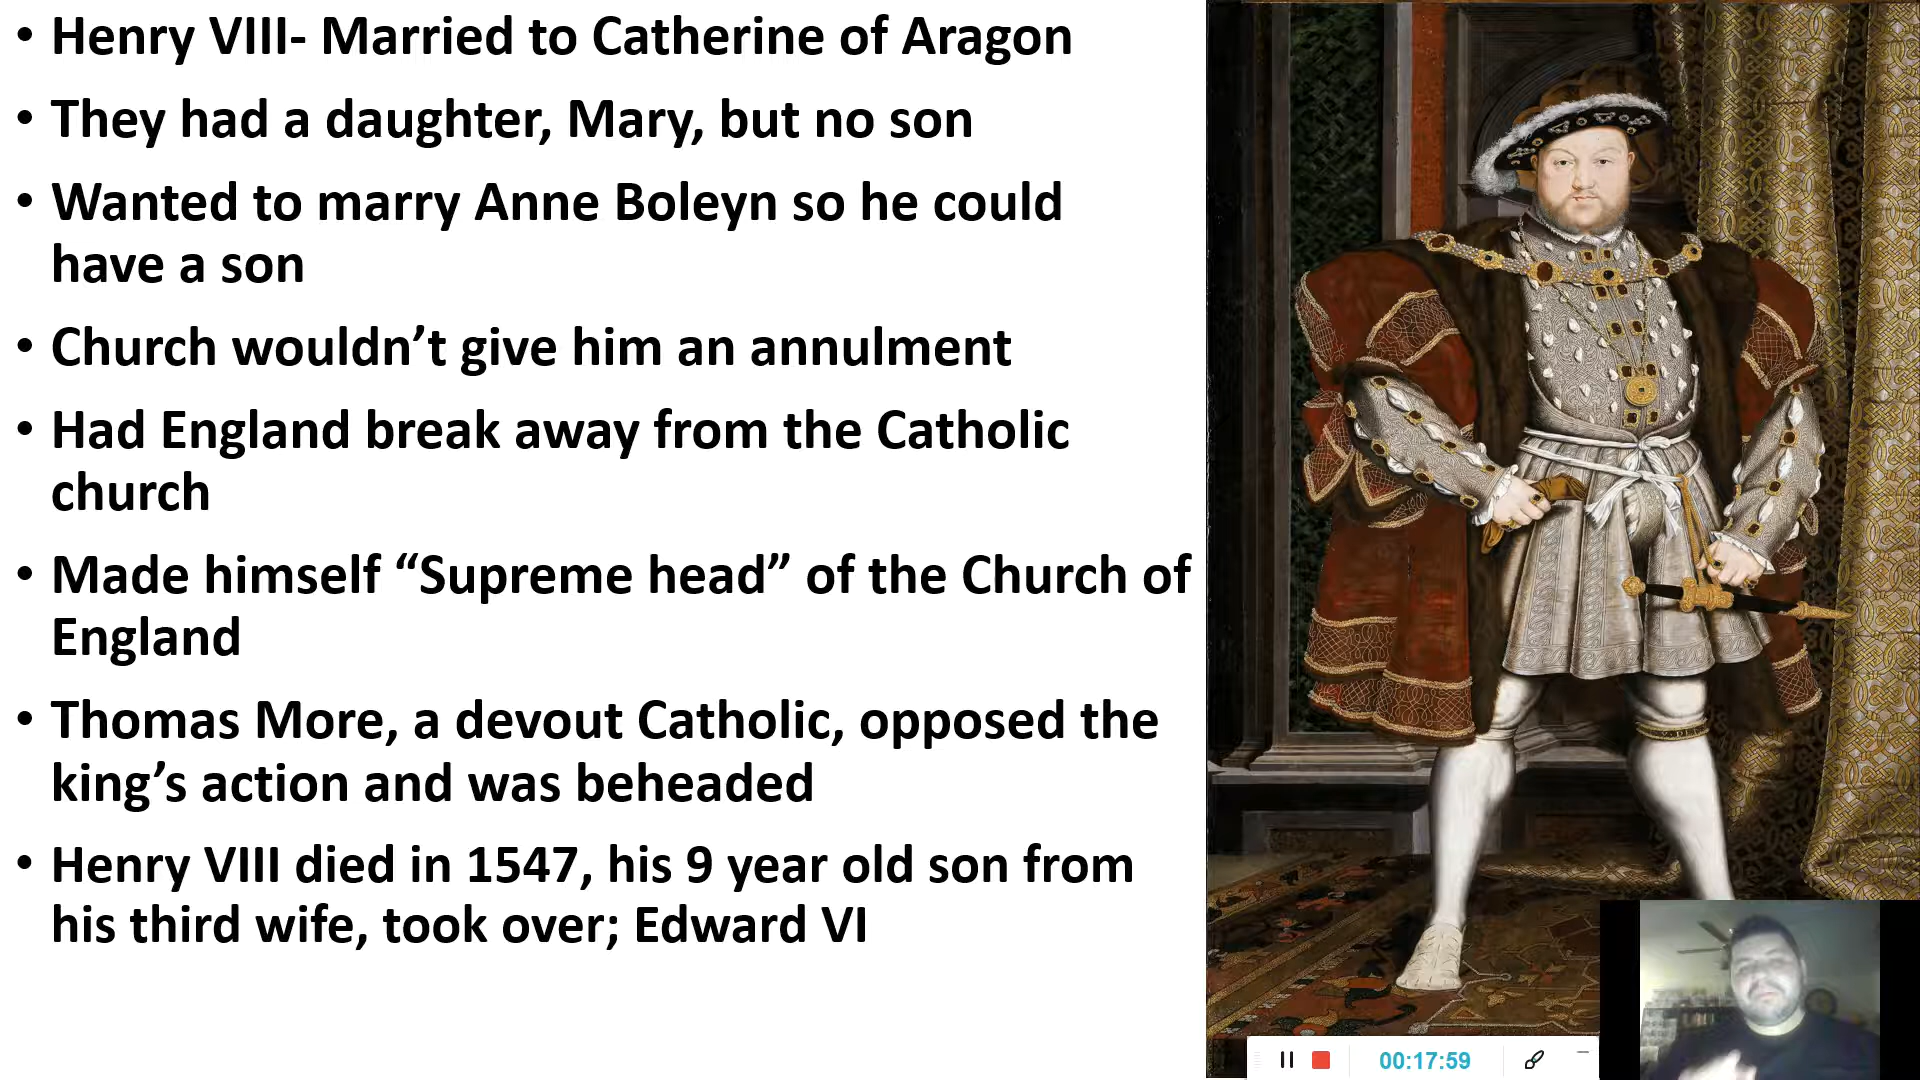 • Henry VIII- Married to Catherine of Aragon
• They had a daughter, Mary, but no son
• Wanted to marry Anne Boleyn so he could
have a son
• Church wouldn’t give him an annulment
• Had England break away from the Catholic
church
• Made himself “Supreme head” of the Church of
England
• Thomas More, a devout Catholic, opposed the
king’s action and was beheaded
• Henry VIII died in 1547, his 9 year old son from
his third wife, took over; Edward VI
00:17:59